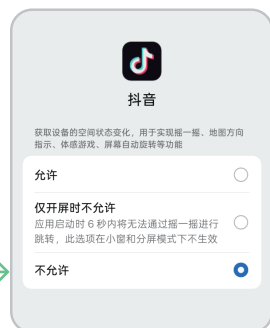 抖音
获取设备的空间状态变化，用于实现摇一摇、地图方向
指示、体感游戏、屏幕自动旋转等功能
允许
仅开屏时不允许
应用启动时 6 秒内将无法通过摇一摇进行
跳转，此选项在小窗和分屏模式下不生效
不允许